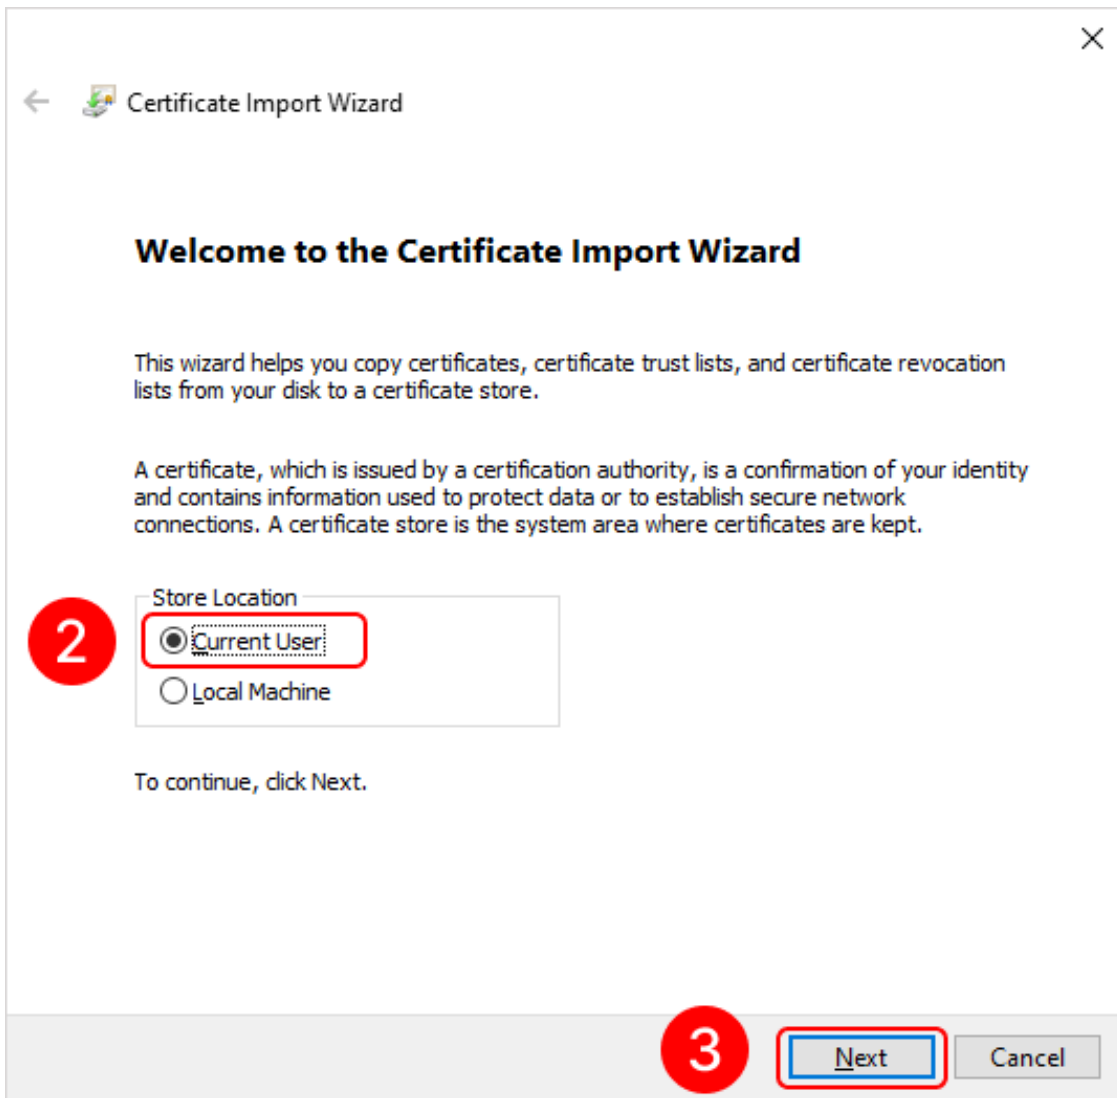 Certificate Import Wizard
Welcome to the Certificate Import Wizard
This wizard helps you copy certificates, certificate trust lists, and certificate revocation
lists from your disk to a certificate store.
A certificate, which is issued by a certification authority, is a confirmation of your identity
and contains information used to protect data or to establish secure network
connections. A certificate store is the system area where certificates are kept.
Store Location
2 Current User
Local Machine
To continue, click Next.
3 Next Cancel